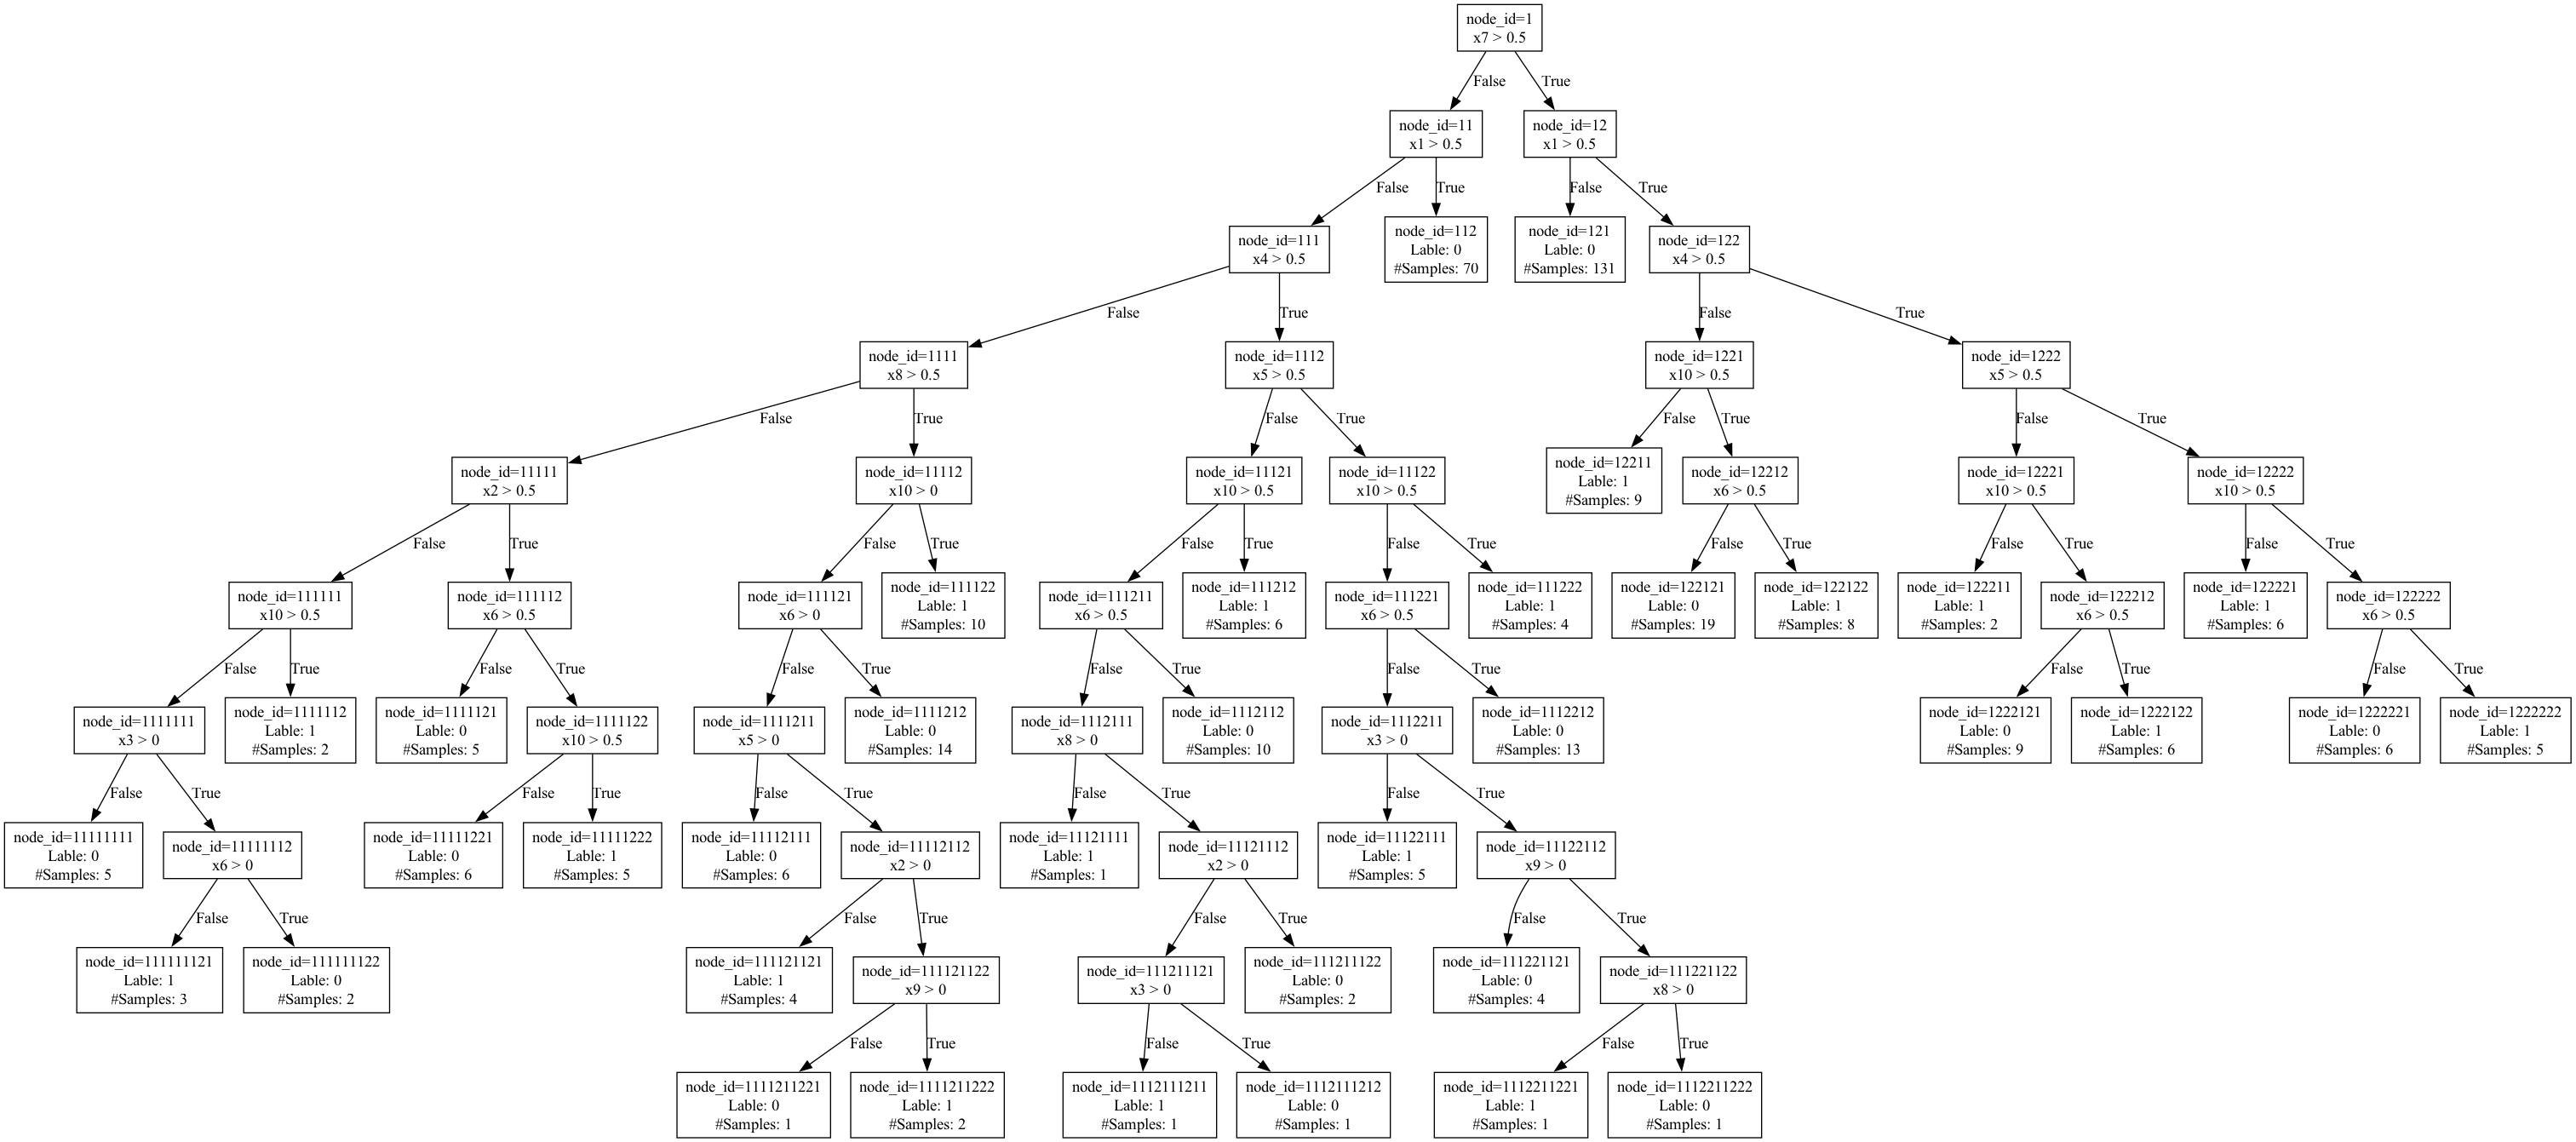 node_id=1
x7 > 0.5
False
True
node_id=11
x1 > 0.5
node_id=12
x1 > 0.5
False
True
False
True
node_id=111
x4 > 0.5
node_id=112
Lable: 0
#Samples: 70
node_id=121
Lable: 0
#Samples: 131
node_id=122
x4 > 0.5
False
True
False
True
node_id=1111
x8 > 0.5
node_id=1112
x5 > 0.5
node_id=1221
x10 > 0.5
node_id=1222
x5 > 0.5
False
True
False
True
False
True
False
True
node_id=11111
x2 > 0.5
node_id=11112
x10 > 0
node_id=11121
x10 > 0.5
node_id=11122
x10 > 0.5
node_id=12211
Lable: 1
#Samples: 9
node_id=12212
x6 > 0.5
node_id=12221
x10 > 0.5
node_id=12222
x10 > 0.5
False
True
False
True
False
True
False
True
False
True
False
True
False
True
node_id=111111
x10 > 0.5
node_id=111112
x6 > 0.5
node_id=111121
x6 > 0
node_id=111122
Lable: 1
#Samples: 10
node_id=111211
x6 > 0.5
node_id=111212
Lable: 1
#Samples: 6
node_id=111221
x6 > 0.5
node_id=111222
Lable: 1
#Samples: 4
node_id=122121
Lable: 0
#Samples: 19
node_id=122122
Lable: 1
#Samples: 8
node_id=122211
Lable: 1
#Samples: 2
node_id=122212
x6 > 0.5
node_id=122221
Lable: 1
#Samples: 6
node_id=122222
x6 > 0.5
False
True
False
True
False
True
False
True
False
True
False
True
False
True
node_id=1111111
x3 > 0
node_id=1111112
Lable: 1
#Samples: 2
node_id=1111121
Lable: 0
#Samples: 5
node_id=1111122
x10 > 0.5
node_id=1111211
x5 > 0
node_id=1111212
Lable: 0
#Samples: 14
node_id=1112111
x8 > 0
node_id=1112112
Lable: 0
#Samples: 10
node_id=1112211
x3 > 0
node_id=1112212
Lable: 0
#Samples: 13
node_id=1222121
Lable: 0
#Samples: 9
node_id=1222122
Lable: 1
#Samples: 6
node_id=1222221
Lable: 0
#Samples: 6
node_id=1222222
Lable: 1
#Samples: 5
False
True
False
True
False
True
False
True
False
True
node_id=11111111
Lable: 0
#Samples: 5
node_id=11111112
x6 > 0
node_id=11111221
Lable: 0
#Samples: 6
node_id=11111222
Lable: 1
#Samples: 5
node_id=11112111
Lable: 0
#Samples: 6
node_id=11112112
x2 > 0
node_id=11121111
Lable: 1
#Samples: 1
node_id=11121112
x2 > 0
node_id=11122111
Lable: 1
#Samples: 5
node_id=11122112
x9 > 0
False
True
False
True
False
True
False
True
node_id=111111121
Lable: 1
#Samples: 3
node_id=111111122
Lable: 0
#Samples: 2
node_id=111121121
Lable: 1
#Samples: 4
node_id=111121122
x9 > 0
node_id=111211121
x3 > 0
node_id=111211122
Lable: 0
#Samples: 2
node_id=111221121
Lable: 0
#Samples: 4
node_id=111221122
x8 > 0
False
True
False
True
False
True
node_id=1111211221
Lable: 0
#Samples: 1
node_id=1111211222
Lable: 1
#Samples: 2
node_id=1112111211
Lable: 1
#Samples: 1
node_id=1112111212
Lable: 0
#Samples: 1
node_id=1112211221
Lable: 1
#Samples: 1
node_id=1112211222
Lable: 0
#Samples: 1